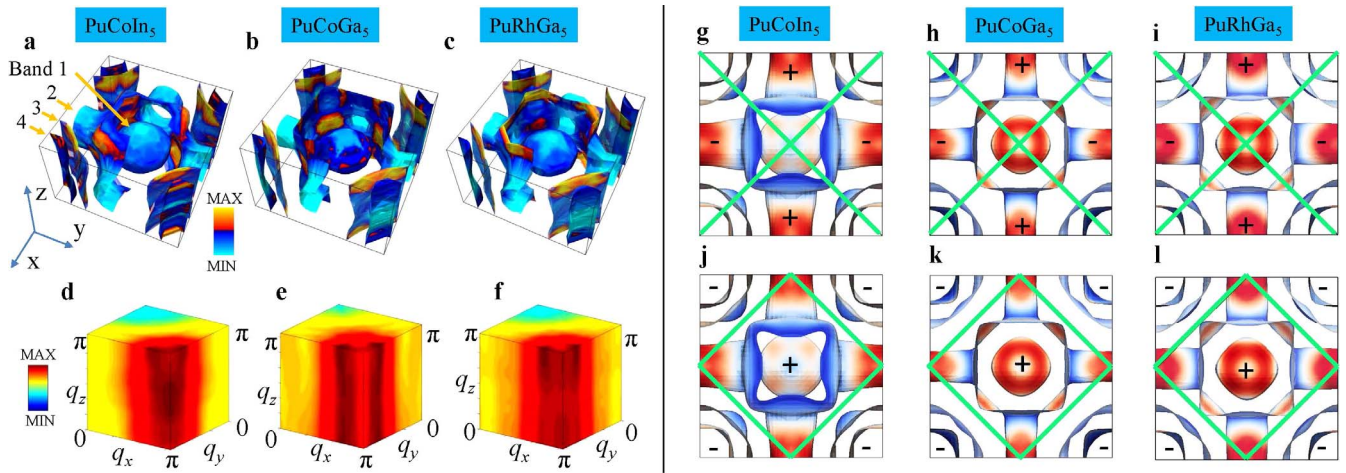 PuCoIn5
PuCoGa5
PuRhGa5
a
b
c
Band 1
2
3
4
z
y
x
MAX
MIN
d
e
f
MAX
MIN
π
qz
0
qx
π
qy
0
π
π
qz
0
qx
π
qy
0
π
π
qz
0
qx
π
qy
0
π
PuCoIn5
PuCoGa5
PuRhGa5
g
h
i
+
-
-
+
+
-
-
+
+
-
-
+
j
k
l
-
-
+
-
-
-
-
+
-
-
-
-
+
-
-